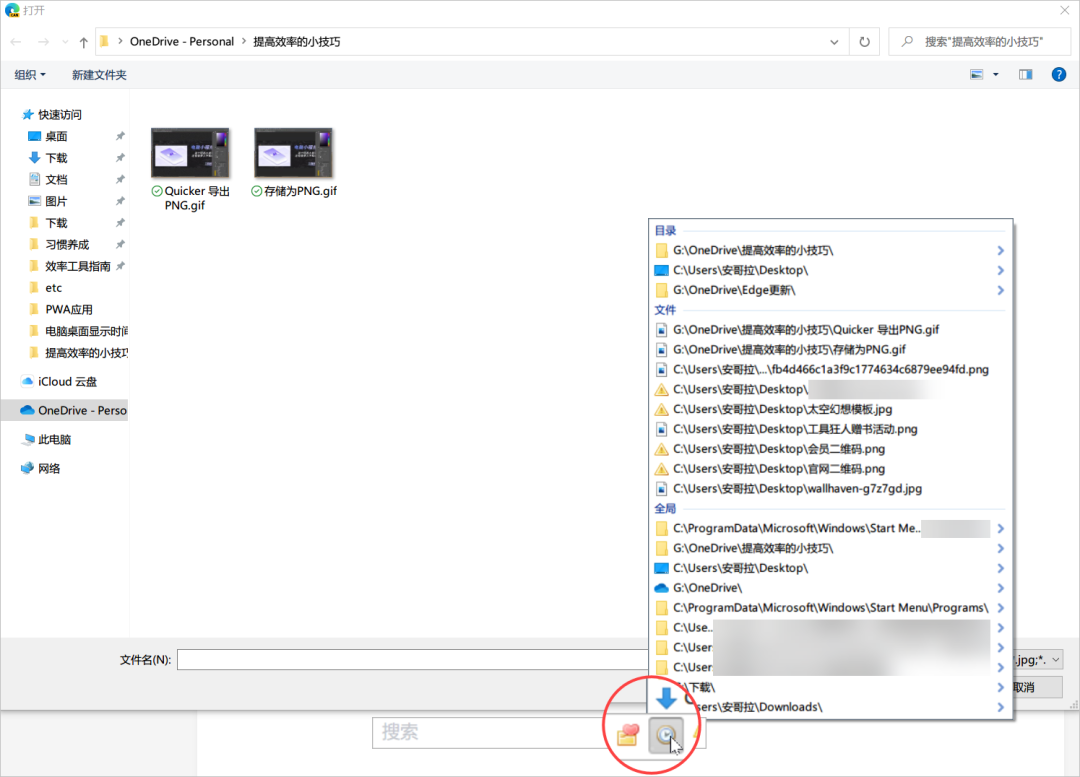 打开
OneDrive - Personal
提高效率的小技巧
搜索"提高效率的小技巧"
组织
新建文件夹
快速访问
桌面
下载
文档
图片
下载
习惯养成
效率工具指南
etc
PWA应用
电脑桌面显示时间
提高效率的小技巧
iCloud 云盘
OneDrive - Perso
此电脑
网络
Quicker 导出
PNG.gif
存储为PNG.gif
目录
G:\OneDrive\提高效率的小技巧\
C:\Users\安哥拉\Desktop\
G:\OneDrive\Edge更新\
文件
G:\OneDrive\提高效率的小技巧\Quicker 导出PNG.gif
G:\OneDrive\提高效率的小技巧\存储为PNG.gif
C:\Users\安哥拉\...\fb4d466c1a3f9c1774634c6879ee94fd.png
C:\Users\安哥拉\Desktop\
C:\Users\安哥拉\Desktop\太空幻想模板.jpg
C:\Users\安哥拉\Desktop\工具狂人赠书活动.png
C:\Users\安哥拉\Desktop\会员二维码.png
C:\Users\安哥拉\Desktop\官网二维码.png
C:\Users\安哥拉\Desktop\wallhaven-g7z7gd.jpg
全局
C:\ProgramData\Microsoft\Windows\Start Me..
G:\OneDrive\提高效率的小技巧\
C:\Users\安哥拉\Desktop\
G:\OneDrive\
C:\ProgramData\Microsoft\Windows\Start Menu\Programs\
C:\Use..
C:\User
C:\User
下载\
sers\安哥拉\Downloads\
文件名(N):
.jpg;*.
取消
搜索